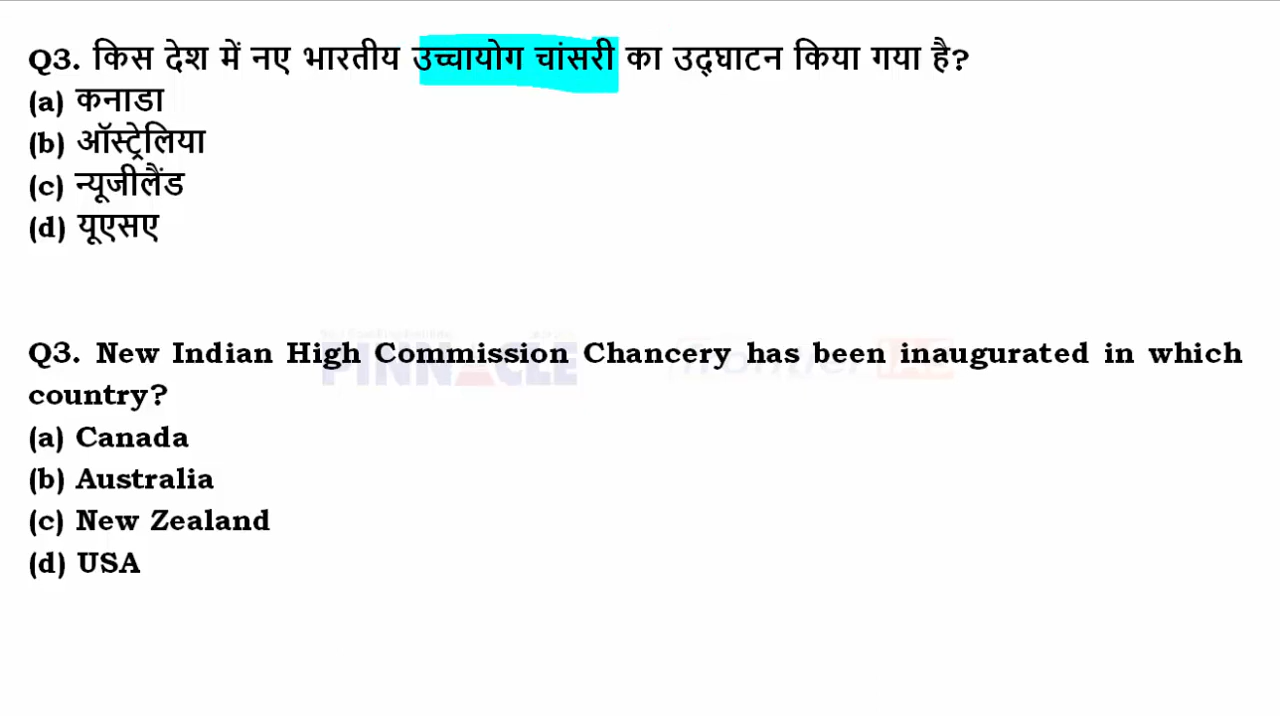 Q3. किस देश में नए भारतीय उच्चायोग चांसरी का उद्घाटन किया गया है?
(a) कनाडा
(b) ऑस्ट्रेलिया
(c) न्यूजीलैंड
(d) यूएसए
Q3. New Indian High Commission Chancery has been inaugurated in which
country?
(a) Canada
(b) Australia
(c) New Zealand
(d) USA
PINNACLE